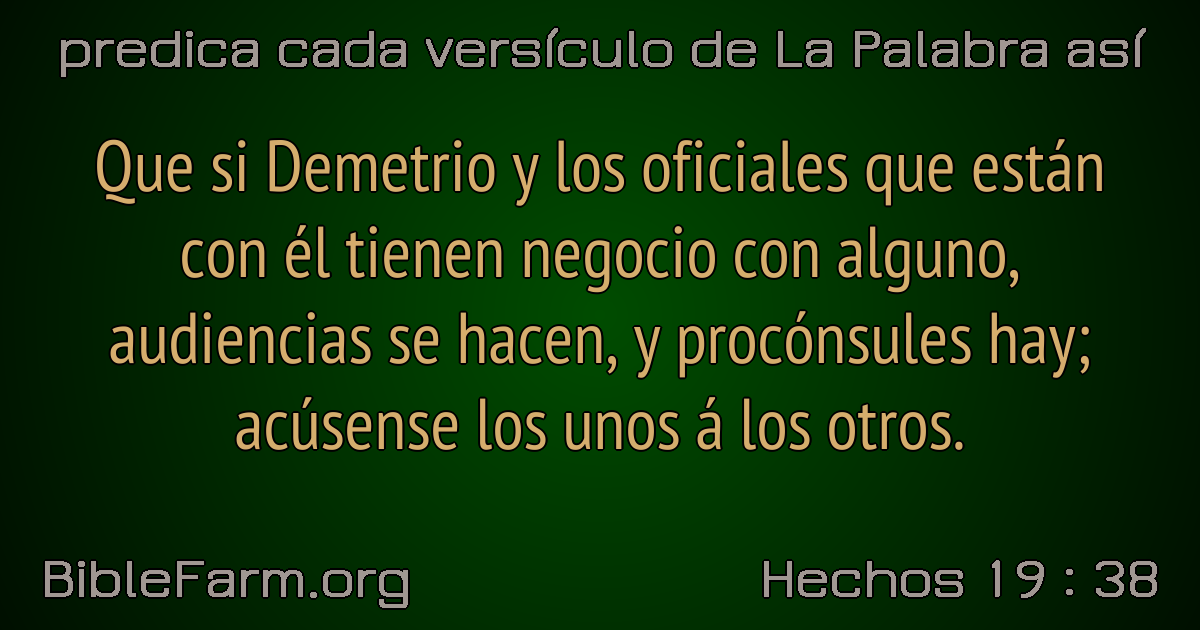 predica cada versículo de La Palabra así
Que si Demetrio y los oficiales que están
con él tienen negocio con alguno,
audiencias se hacen, y procónsules hay;
acúsense los unos á los otros.
BibleFarm.org
Hechos 19 : 38